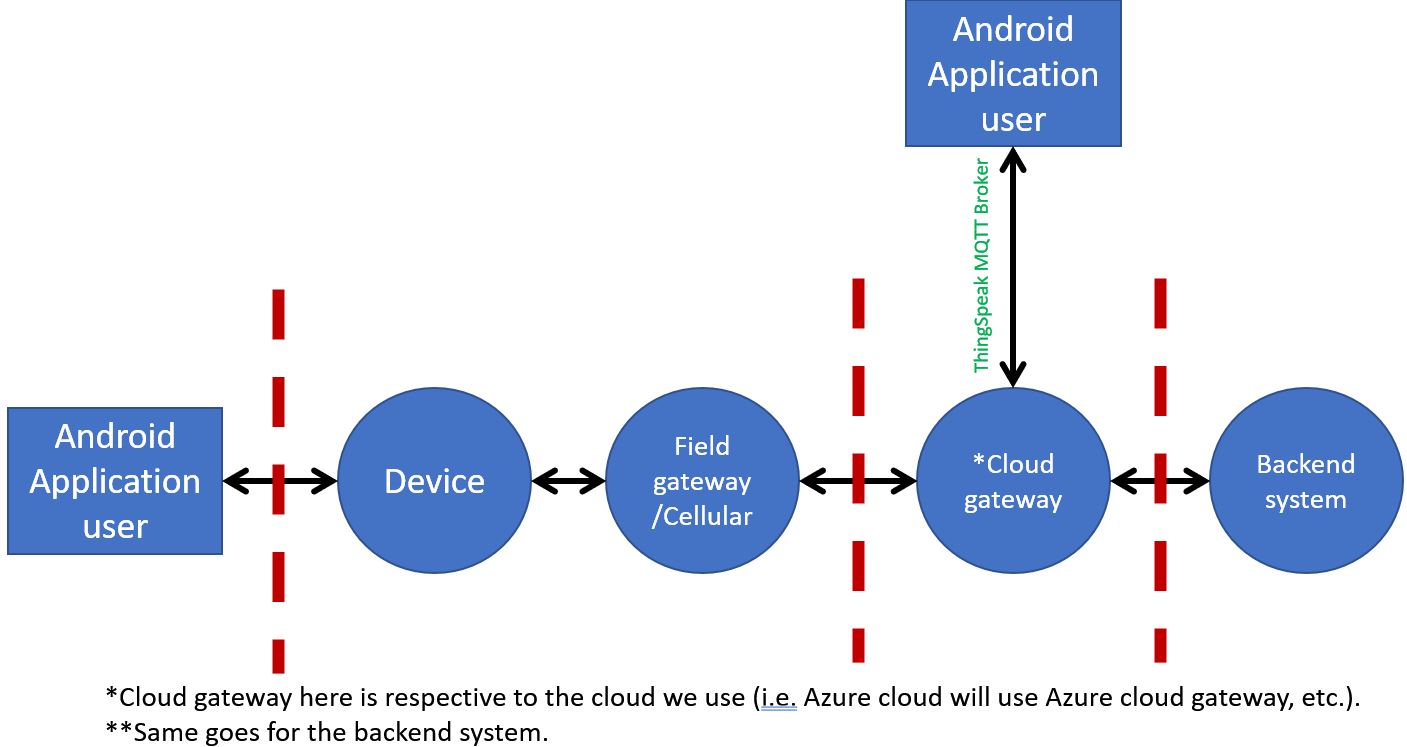 Android
Application
user
ThingSpeak MQTT Broker
Android
Application
user
Device
Field
gateway
/Cellular
*Cloud
gateway
Backend
system
*Cloud gateway here is respective to the cloud we use (i.e. Azure cloud will use Azure cloud gateway, etc.).
**Same goes for the backend system.